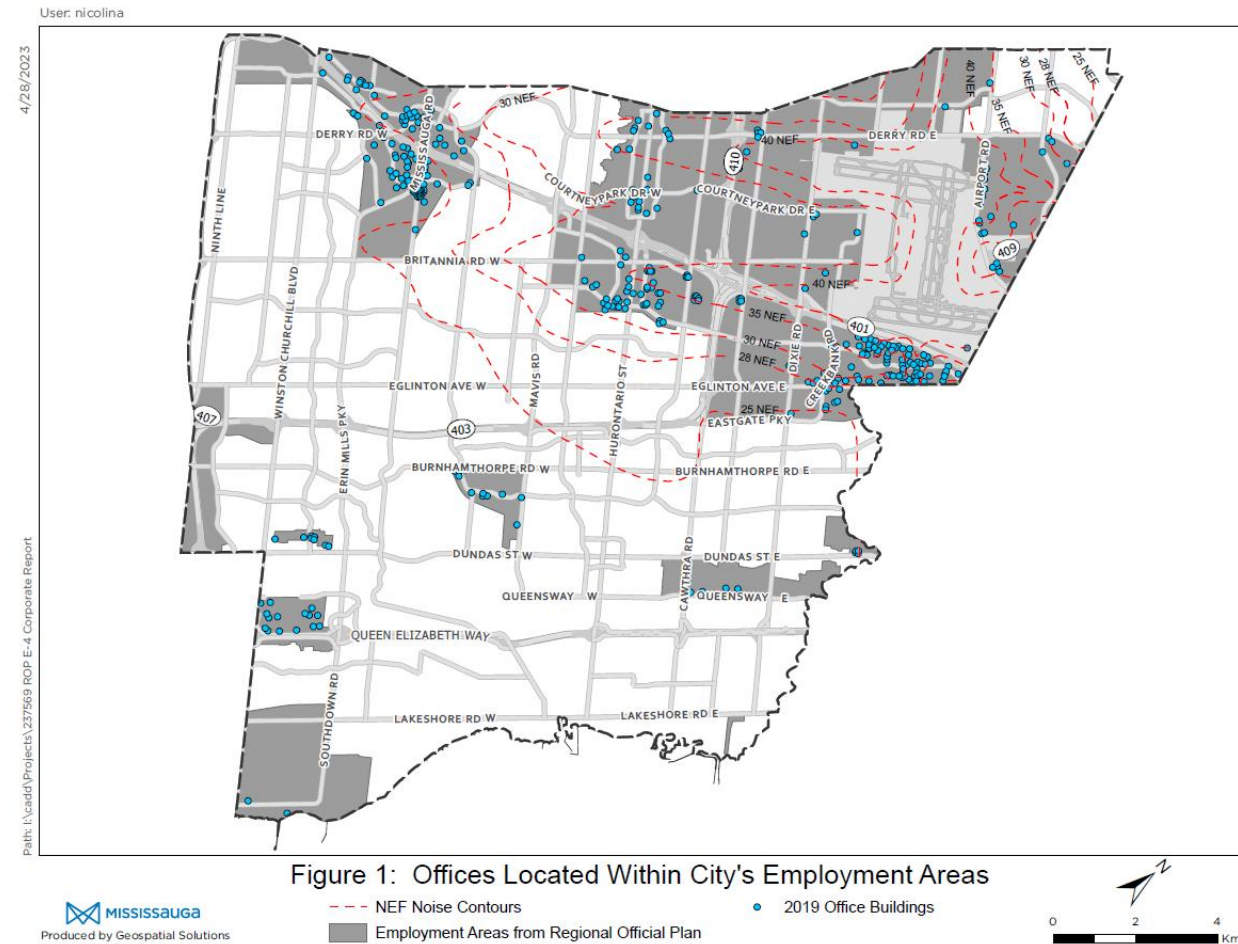 User: nicolina
4/28/2023
Path: I:\cadd\Projects\237569 ROP E-4 Corporate Report
30 NEF
40 NEF
30 NEF
28 NEF
25 NEF
35 NEF
MISSISSAUGA RD
DERRY RD W
40 NEF
DERRY RD E
410
AIRPORT RD
COURTNEYPARK DR W
COURTNEYPARK DR E
NINTH LINE
MISSISSAUGA RD
409
BRITANNIA RD W
40 NEF
WINSTON CHURCHILL BLVD
35 NEF
401
30 NEF
DIXIE RD
CREEKBANK RD
28 NEF
MAVIS RD
HURONTARIO ST
EGLINTON AVE W
EGLINTON AVE E
25 NEF
407
403
EASTGATE PKY
ERIN MILLS PKY
BURNHAMTHORPE RD W
BURNHAMTHORPE RD E
DUNDAS ST W
DUNDAS ST E
CAWTHRA RD
QUEENSWAY W
QUEENSWAY E
QUEEN ELIZABETH WAY
SOUTHDOWN RD
LAKESHORE RD W
LAKESHORE RD E
Figure 1: Offices Located Within City's Employment Areas
N
MISSISSAUGA
Produced by Geospatial Solutions
NEF Noise Contours
2019 Office Buildings
Employment Areas from Regional Official Plan
0 2 4
Km